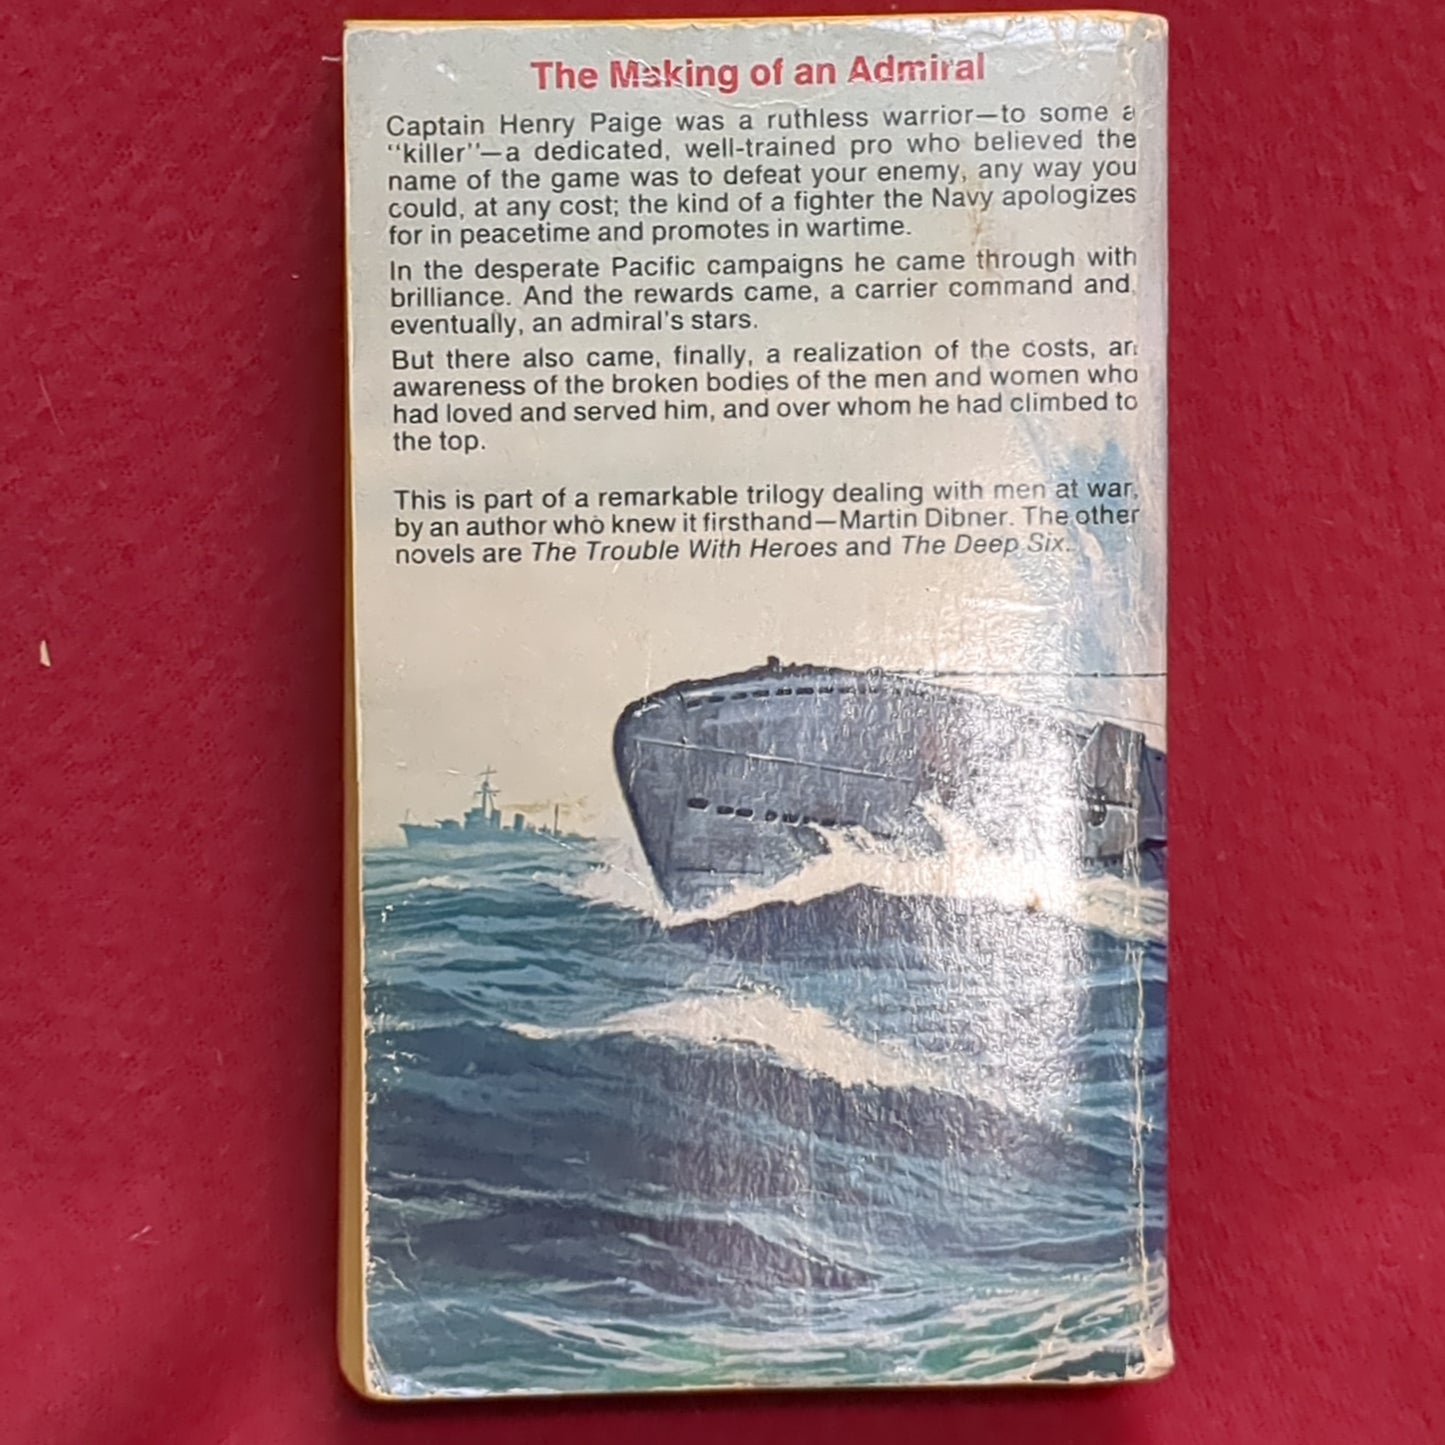 The Making of an Admiral
Captain Henry Paige was a ruthless warrior—to some a
"killer"—a dedicated, well-trained pro who believed the
name of the game was to defeat your enemy, any way you
could, at any cost; the kind of a fighter the Navy apologizes
for in peacetime and promotes in wartime.
In the desperate Pacific campaigns he came through with
brilliance. And the rewards came, a carrier command and,
eventually, an admiral's stars.
But there also came, finally, a realization of the costs, an
awareness of the broken bodies of the men and women who
had loved and served him, and over whom he had climbed to
the top.
This is part of a remarkable trilogy dealing with men at war,
by an author who knew it firsthand—Martin Dibner. The other
novels are The Trouble With Heroes and The Deep Six.